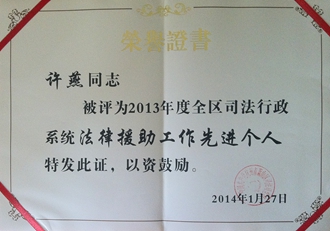 荣誉證書
许燕同志
被评为2013年度全区司法行政
系统法律援助工作先进个人
特发此证，以资鼓励。
2014年1月27日